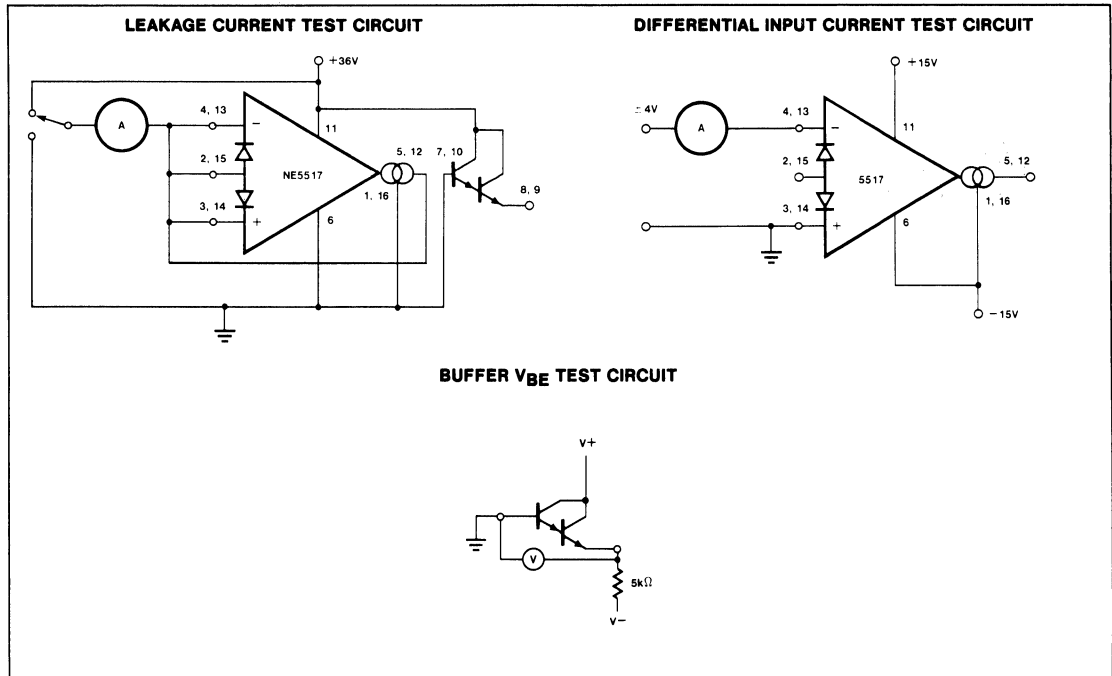 LEAKAGE CURRENT TEST CIRCUIT
+36V
A
4, 13
−
11
2, 15
NE5517
5, 12
7, 10
1, 16
8, 9
3, 14
+
6
DIFFERENTIAL INPUT CURRENT TEST CIRCUIT
+15V
±4V
A
4, 13
−
11
2, 15
5517
5, 12
1, 16
3, 14
+
6
−15V
BUFFER VBE TEST CIRCUIT
V+
V
5kΩ
V−